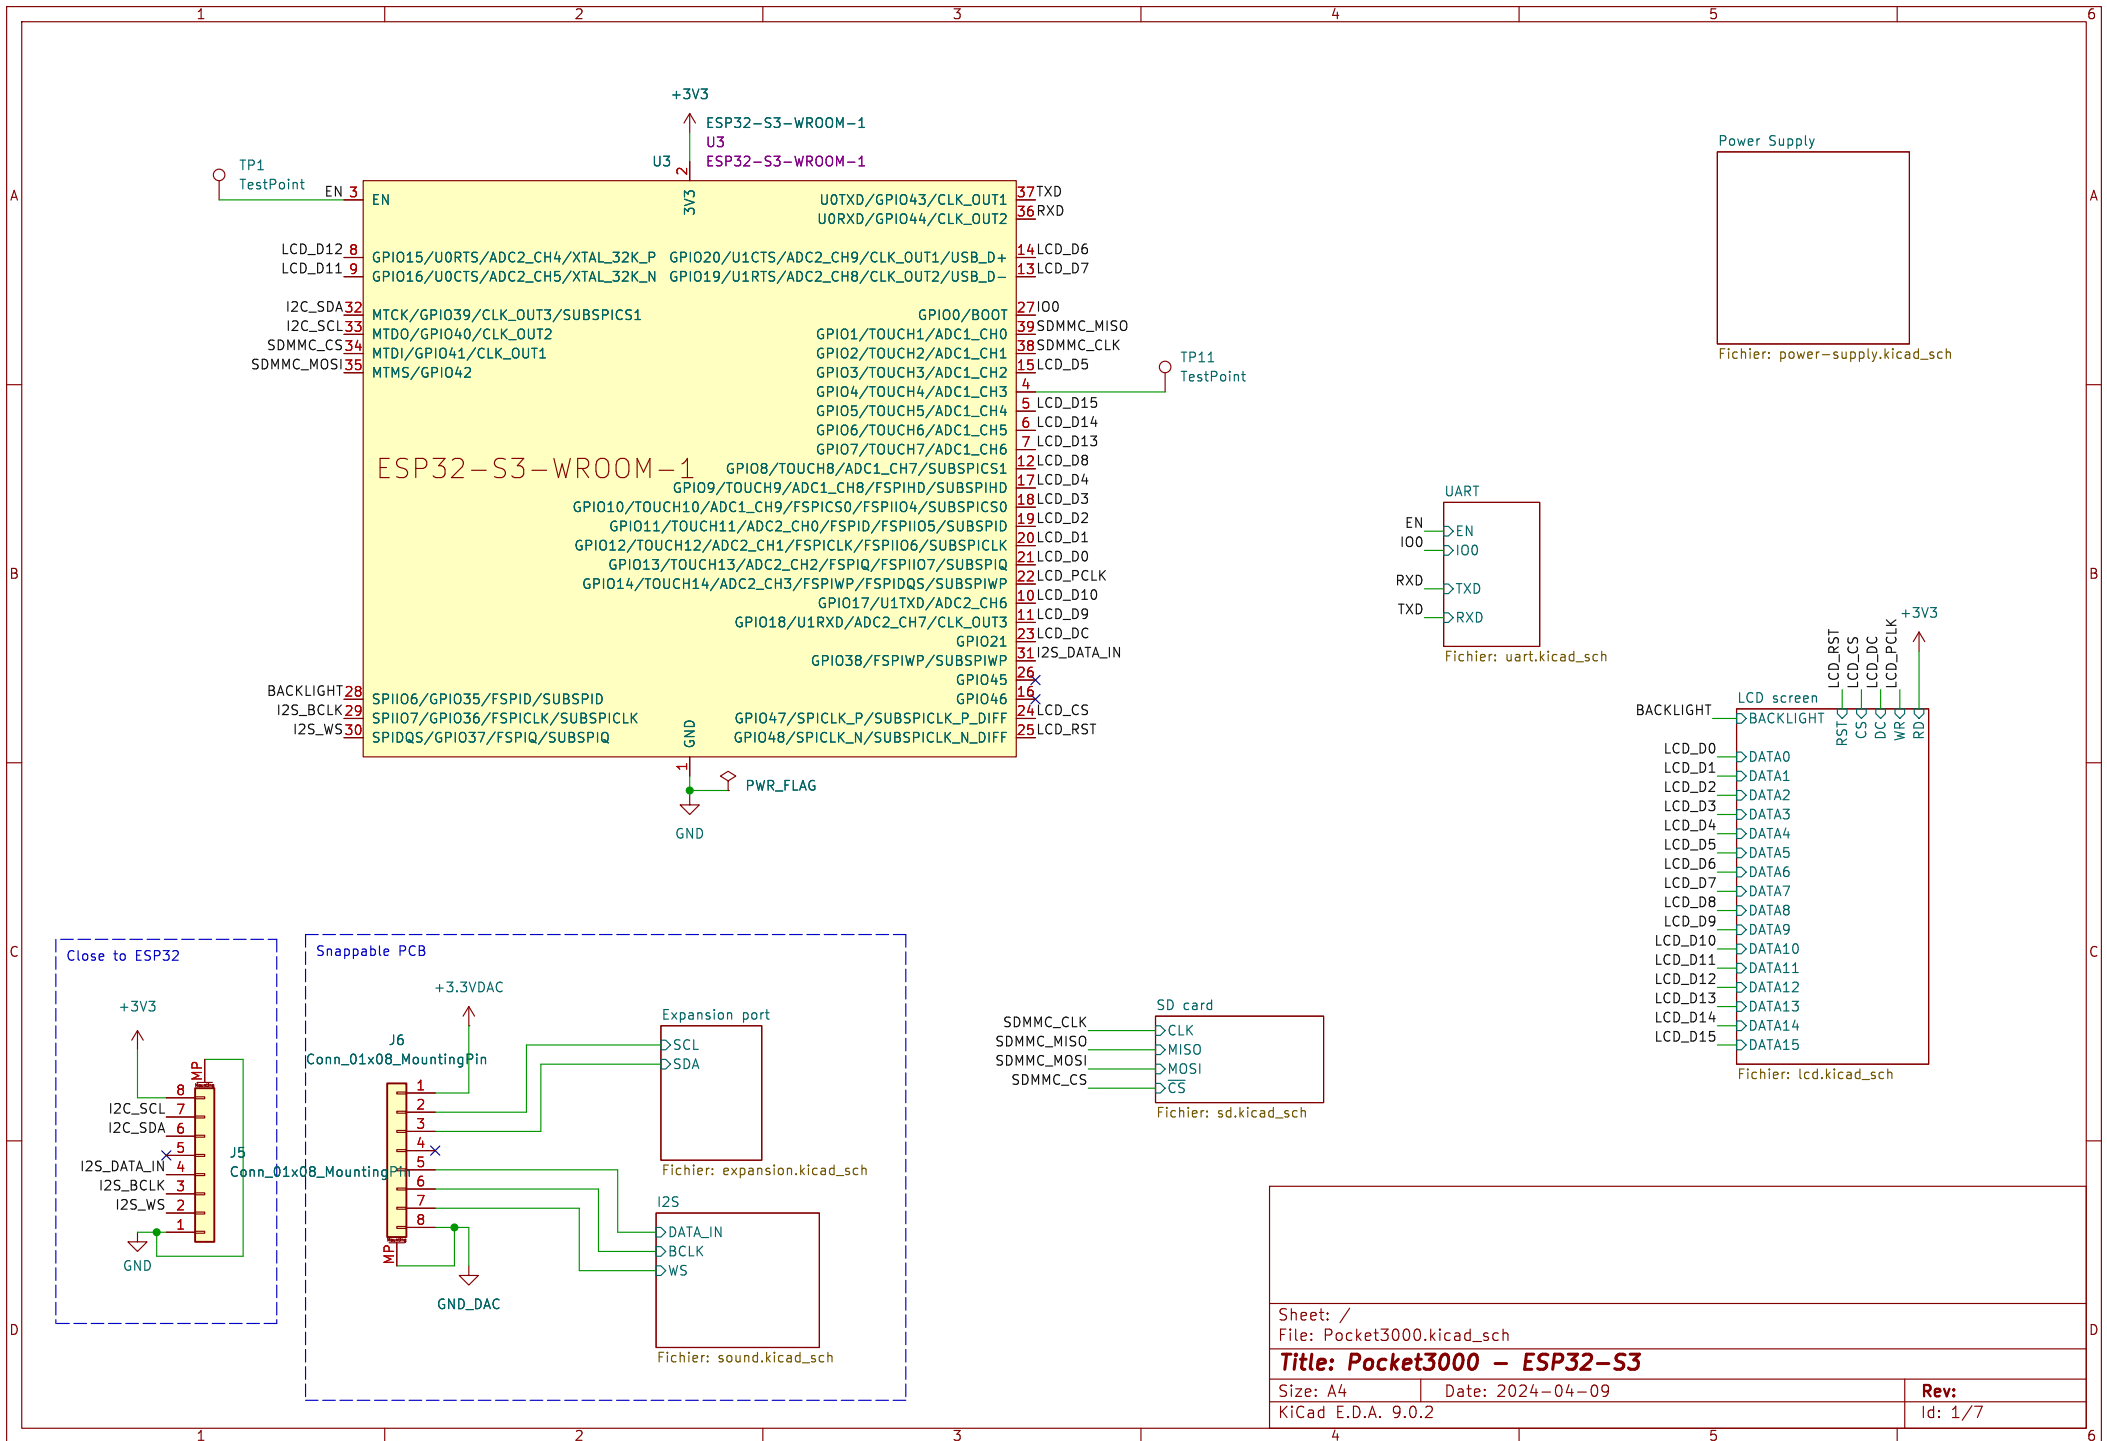 1 2 3 4 5 6
A
B
C
D
A
B
C
D
1 2 3 4 5 6
+3V3
ESP32-S3-WROOM-1
U3
U3 ESP32-S3-WROOM-1
TP1
TestPoint
2
3V3
EN 3 EN
LCD_D12 8 GPIO15/U0RTS/ADC2_CH4/XTAL_32K_P
LCD_D11 9 GPIO16/U0CTS/ADC2_CH5/XTAL_32K_N
I2C_SDA 32 MTCK/GPIO39/CLK_OUT3/SUBSPICS1
I2C_SCL 33 MTDO/GPIO40/CLK_OUT2
SDMMC_CS 34 MTDI/GPIO41/CLK_OUT1
SDMMC_MOSI 35 MTMS/GPIO42
ESP32-S3-WROOM-1
BACKLIGHT 28 SPIIO6/GPIO35/FSPID/SUBSPID
I2S_BCLK 29 SPIIO7/GPIO36/FSPICLK/SUBSPICLK
I2S_WS 30 SPIDQS/GPIO37/FSPIQ/SUBSPIQ
U0TXD/GPIO43/CLK_OUT1 37 TXD
U0RXD/GPIO44/CLK_OUT2 36 RXD
GPIO20/U1CTS/ADC2_CH9/CLK_OUT1/USB_D+ 14 LCD_D6
GPIO19/U1RTS/ADC2_CH8/CLK_OUT2/USB_D- 13 LCD_D7
GPIO0/BOOT 27 IO0
GPIO1/TOUCH1/ADC1_CH0 39 SDMMC_MISO
GPIO2/TOUCH2/ADC1_CH1 38 SDMMC_CLK
GPIO3/TOUCH3/ADC1_CH2 15 LCD_D5
GPIO4/TOUCH4/ADC1_CH3 4
GPIO5/TOUCH5/ADC1_CH4 5 LCD_D15
GPIO6/TOUCH6/ADC1_CH5 6 LCD_D14
GPIO7/TOUCH7/ADC1_CH6 7 LCD_D13
GPIO8/TOUCH8/ADC1_CH7/SUBSPICS1 12 LCD_D8
GPIO9/TOUCH9/ADC1_CH8/FSPIHD/SUBSPIHD 17 LCD_D4
GPIO10/TOUCH10/ADC1_CH9/FSPICS0/FSPIIO4/SUBSPICS0 18 LCD_D3
GPIO11/TOUCH11/ADC2_CH0/FSPID/FSPIIO5/SUBSPID 19 LCD_D2
GPIO12/TOUCH12/ADC2_CH1/FSPICLK/FSPIIO6/SUBSPICLK 20 LCD_D1
GPIO13/TOUCH13/ADC2_CH2/FSPIQ/FSPIIO7/SUBSPIQ 21 LCD_D0
GPIO14/TOUCH14/ADC2_CH3/FSPIWP/FSPIDQS/SUBSPIWP 22 LCD_PCLK
GPIO17/U1TXD/ADC2_CH6 10 LCD_D10
GPIO18/U1RXD/ADC2_CH7/CLK_OUT3 11 LCD_D9
GPIO21 23 LCD_DC
GPIO38/FSPIWP/SUBSPIWP 31 I2S_DATA_IN
GPIO45 26
GPIO46 16
GPIO47/SPICLK_P/SUBSPICLK_P_DIFF 24 LCD_CS
GPIO48/SPICLK_N/SUBSPICLK_N_DIFF 25 LCD_RST
GND
1
PWR_FLAG
GND
TP11
TestPoint
Power Supply
Fichier: power-supply.kicad_sch
UART
EN EN
IO0 IO0
RXD TXD
TXD RXD
Fichier: uart.kicad_sch
+3V3
LCD_RST
LCD_CS
LCD_DC
LCD_PCLK
LCD screen
BACKLIGHT BACKLIGHT
RST
CS
DC
WR
RD
LCD_D0 DATA0
LCD_D1 DATA1
LCD_D2 DATA2
LCD_D3 DATA3
LCD_D4 DATA4
LCD_D5 DATA5
LCD_D6 DATA6
LCD_D7 DATA7
LCD_D8 DATA8
LCD_D9 DATA9
LCD_D10 DATA10
LCD_D11 DATA11
LCD_D12 DATA12
LCD_D13 DATA13
LCD_D14 DATA14
LCD_D15 DATA15
Fichier: lcd.kicad_sch
Close to ESP32
+3V3
MP
8
I2C_SCL 7
I2C_SDA 6
5
I2S_DATA_IN 4
I2S_BCLK 3
I2S_WS 2
1
J5
Conn_01x08_MountingPin
GND
Snappable PCB
+3.3VDAC
J6
Conn_01x08_MountingPin
1
2
3
4
5
6
7
8
MP
GND_DAC
Expansion port
SCL
SDA
Fichier: expansion.kicad_sch
I2S
DATA_IN
BCLK
WS
Fichier: sound.kicad_sch
SD card
SDMMC_CLK CLK
SDMMC_MISO MISO
SDMMC_MOSI MOSI
SDMMC_CS CS
Fichier: sd.kicad_sch
Sheet: /
File: Pocket3000.kicad_sch
Title: Pocket3000 - ESP32-S3
Size: A4 Date: 2024-04-09 Rev:
KiCad E.D.A. 9.0.2 Id: 1/7